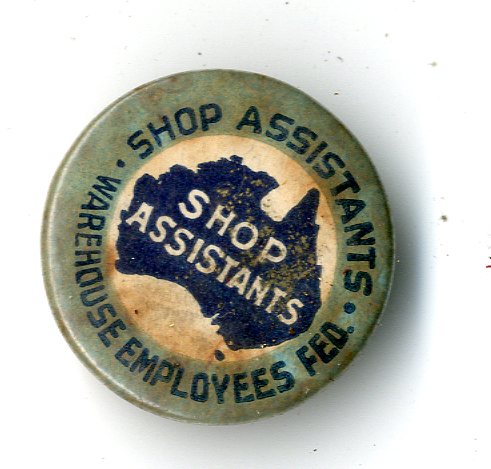 • SHOP ASSISTANTS •
WAREHOUSE EMPLOYEES FED.
SHOP
ASSISTANTS